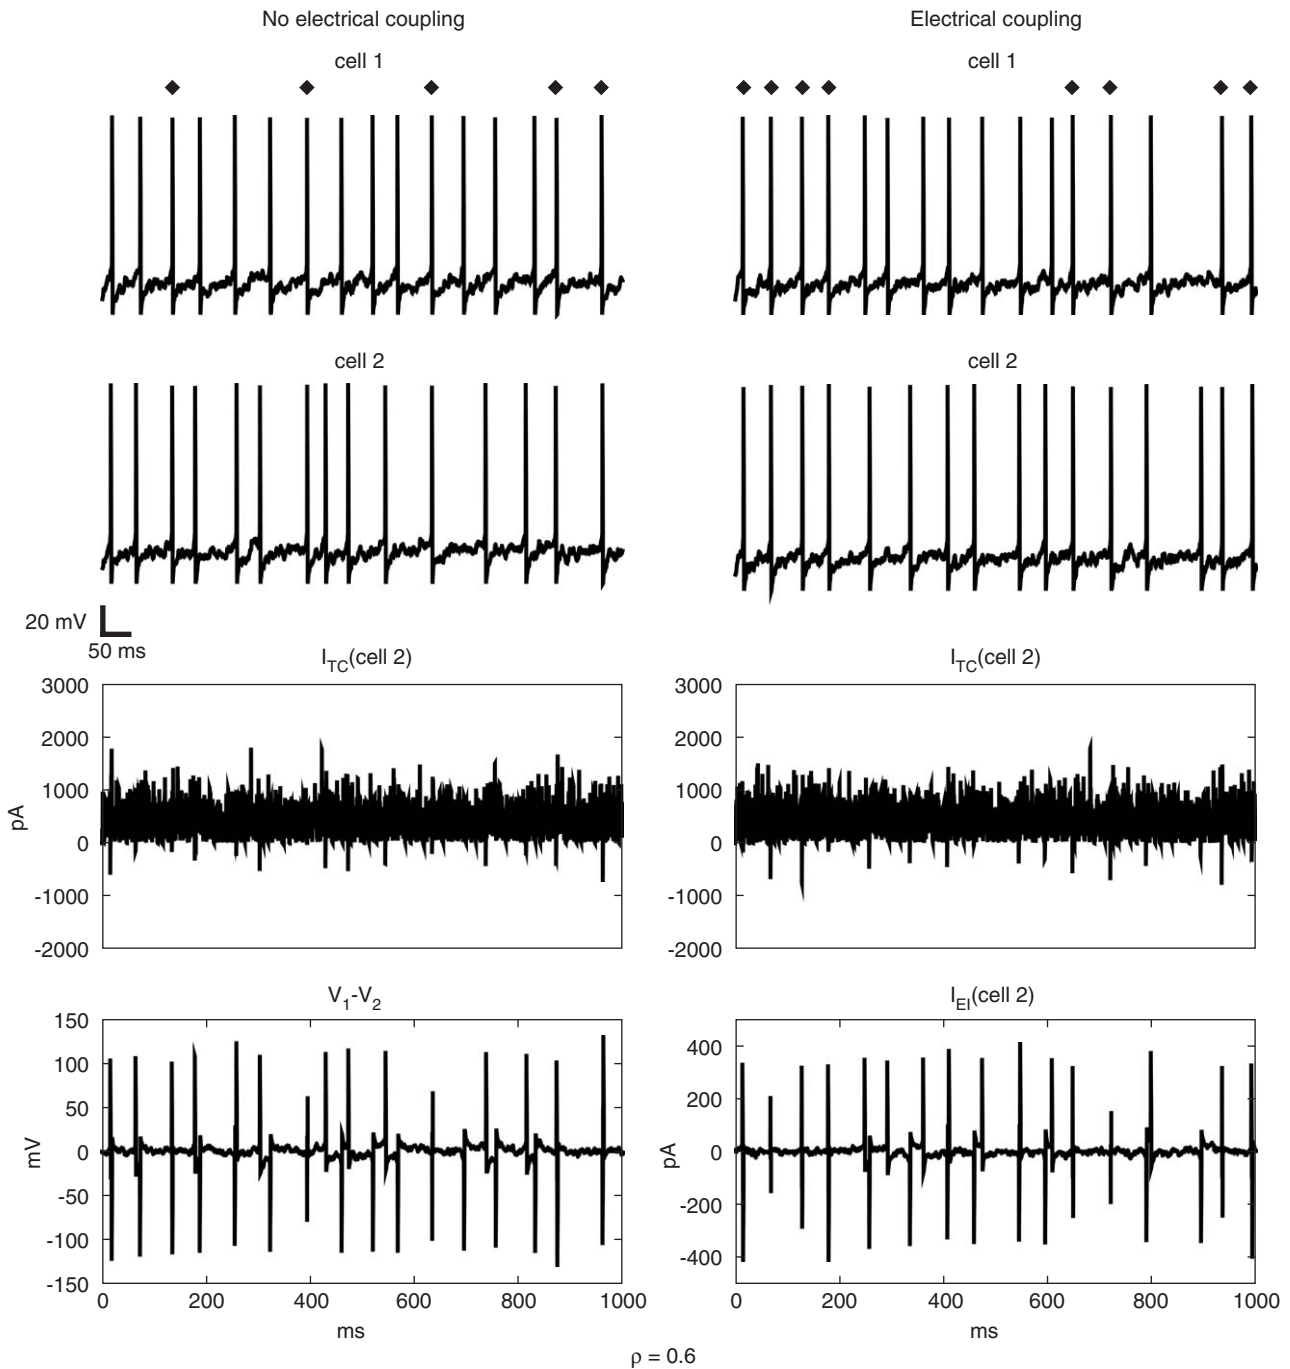 No electrical coupling
Electrical coupling
cell 1
cell 1
cell 2
cell 2
20 mV
50 ms
I_TC(cell 2)
I_TC(cell 2)
3000
2000
1000
0
-1000
-2000
pA
3000
2000
1000
0
-1000
-2000
V_1-V_2
I_EI(cell 2)
150
100
50
0
-50
-100
-150
mV
0 200 400 600 800 1000
ms
400
200
0
-200
-400
pA
0 200 400 600 800 1000
ms
ρ = 0.6